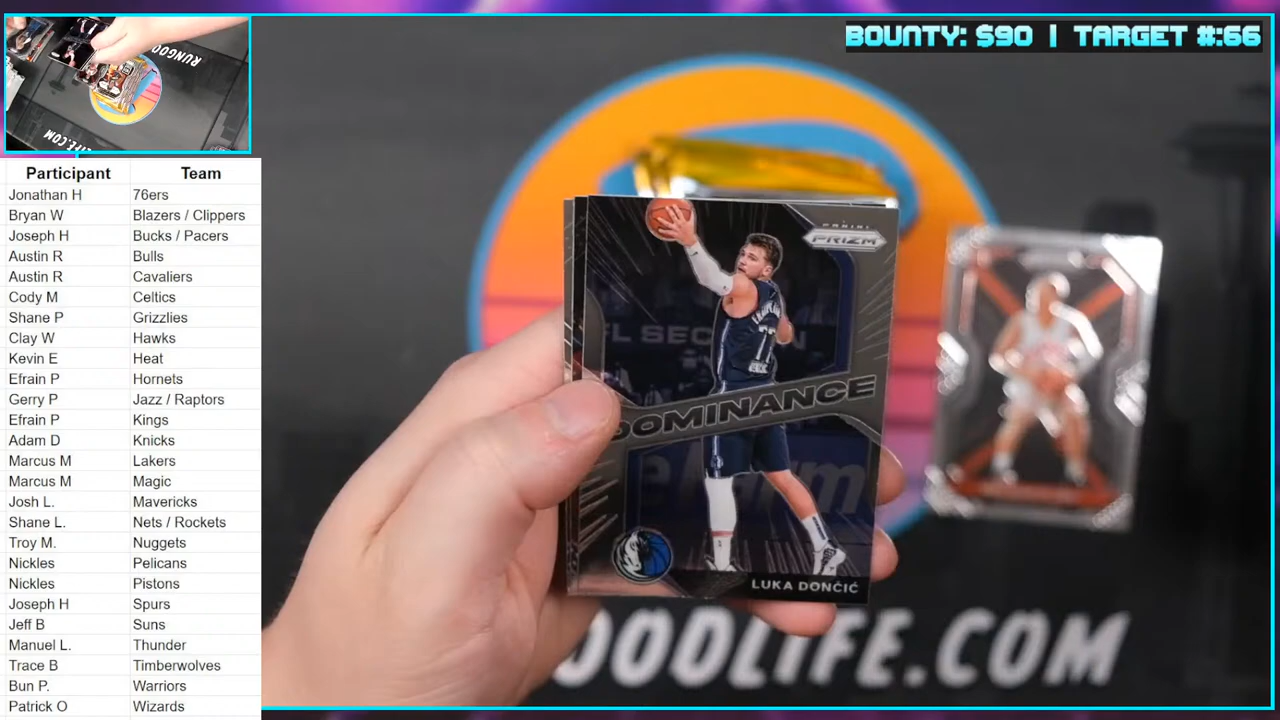 BOUNTY: $90 | TARGET #:66
RUNGOO
LIFE.COM
Participant Team
Jonathan H 76ers
Bryan W Blazers / Clippers
Joseph H Bucks / Pacers
Austin R Bulls
Austin R Cavaliers
Cody M Celtics
Shane P Grizzlies
Clay W Hawks
Kevin E Heat
Efrain P Hornets
Gerry P Jazz / Raptors
Efrain P Kings
Adam D Knicks
Marcus M Lakers
Marcus M Magic
Josh L. Mavericks
Shane L. Nets / Rockets
Troy M. Nuggets
Nickles Pelicans
Nickles Pistons
Joseph H Spurs
Jeff B Suns
Manuel L. Thunder
Trace B Timberwolves
Bun P. Warriors
Patrick O Wizards
PANINI
PRIZM
DOMINANCE
LUKA DONČIĆ
OODLIFE.COM